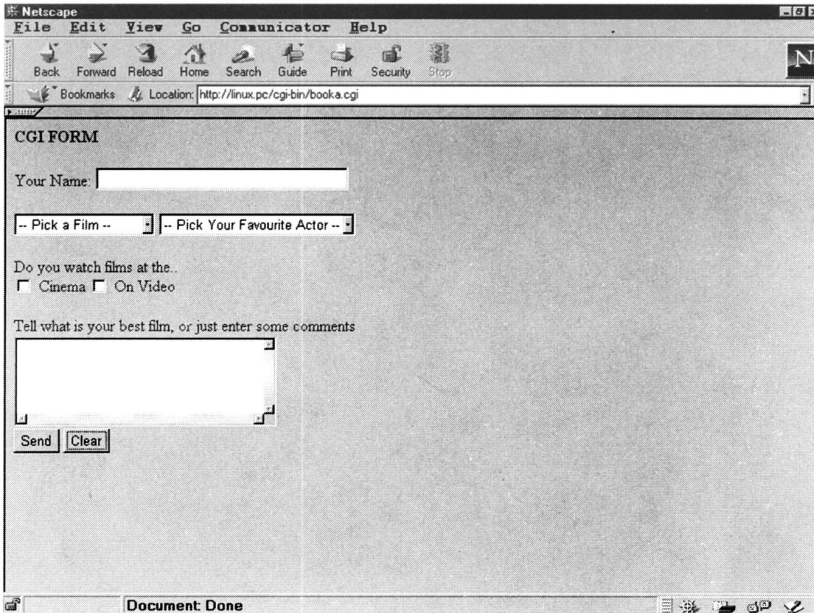 Netscape
File Edit View Go Communicator Help
Back Forward Reload Home Search Guide Print Security Stop
N
Bookmarks Location: http://linux.pc/cgi-bin/booka.cgi
CGI FORM
Your Name:
-- Pick a Film -- -- Pick Your Favourite Actor --
Do you watch films at the..
Cinema On Video
Tell what is your best film, or just enter some comments
Send Clear
Document: Done